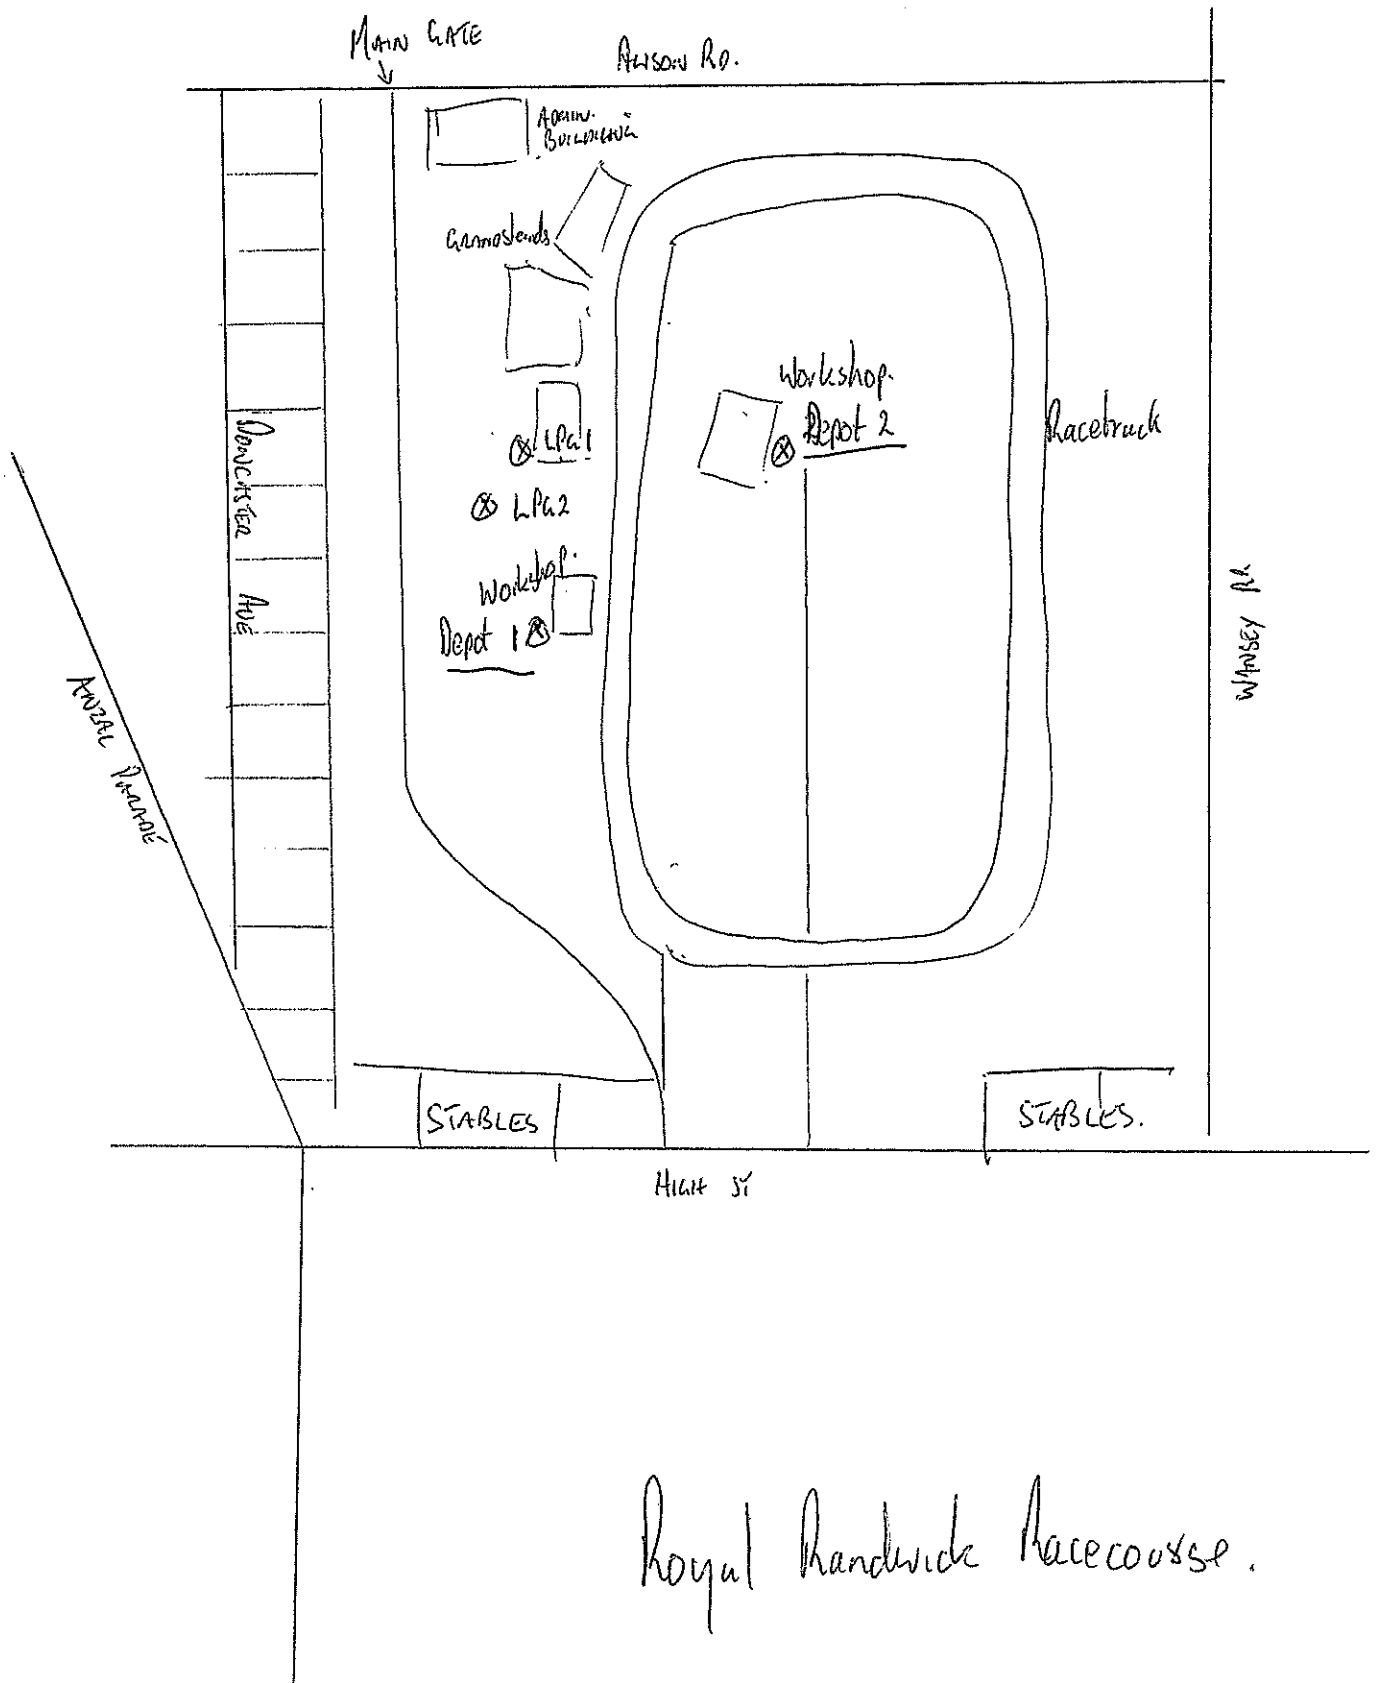 MAIN GATE
ALISON RD.
ADMIN.
BUILDING
Grandstands
Workshop.
Depot 2
Racetrack
LPG 1
LPG 2
Workshop.
Depot 1
DONCASTER AVE
ANZAC PARADE
WANSEY RD.
STABLES
STABLES.
HIGH ST
Royal Randwick Racecourse.